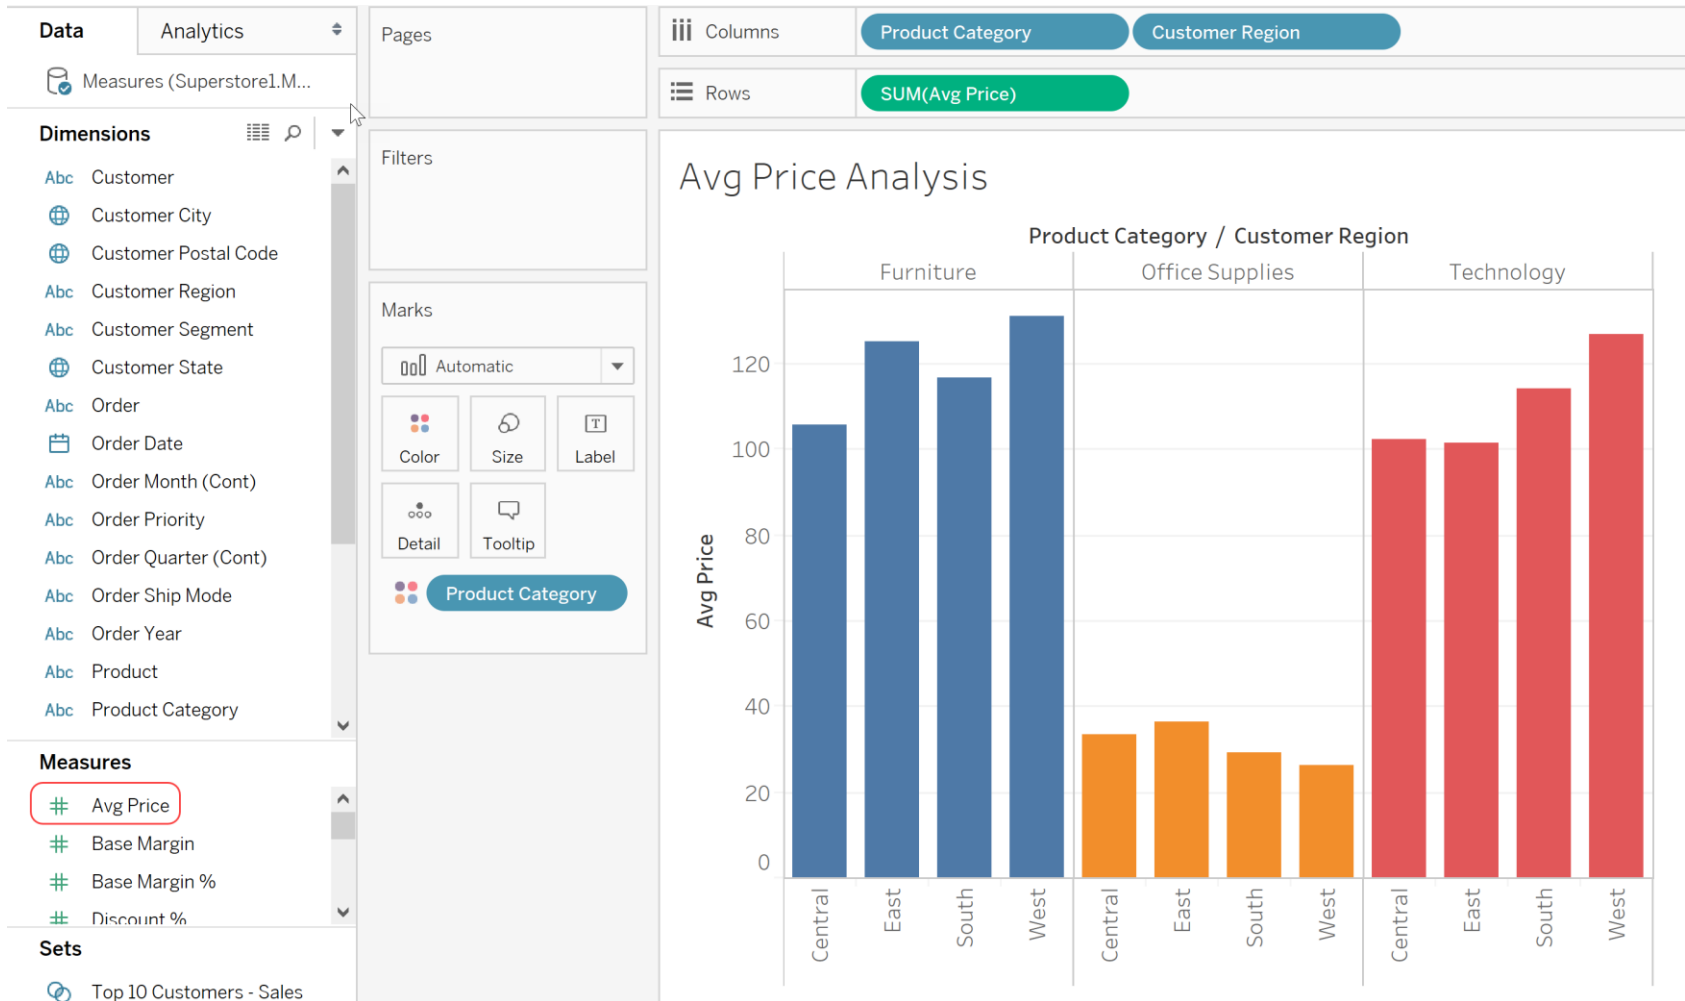 Data
Analytics
Measures (Superstore1.M...
Dimensions
Abc Customer
Customer City
Customer Postal Code
Abc Customer Region
Abc Customer Segment
Customer State
Abc Order
Order Date
Abc Order Month (Cont)
Abc Order Priority
Abc Order Quarter (Cont)
Abc Order Ship Mode
Abc Order Year
Abc Product
Abc Product Category
Measures
# Avg Price
# Base Margin
# Base Margin %
# Discount %
Sets
Top 10 Customers - Sales
Pages
Filters
Marks
Automatic
Color
Size
T
Label
Detail
Tooltip
Product Category
Columns
Product Category
Customer Region
Rows
SUM(Avg Price)
Avg Price Analysis
Product Category / Customer Region
Furniture
Office Supplies
Technology
Avg Price
120
100
80
60
40
20
0
Central
East
South
West
Central
East
South
West
Central
East
South
West